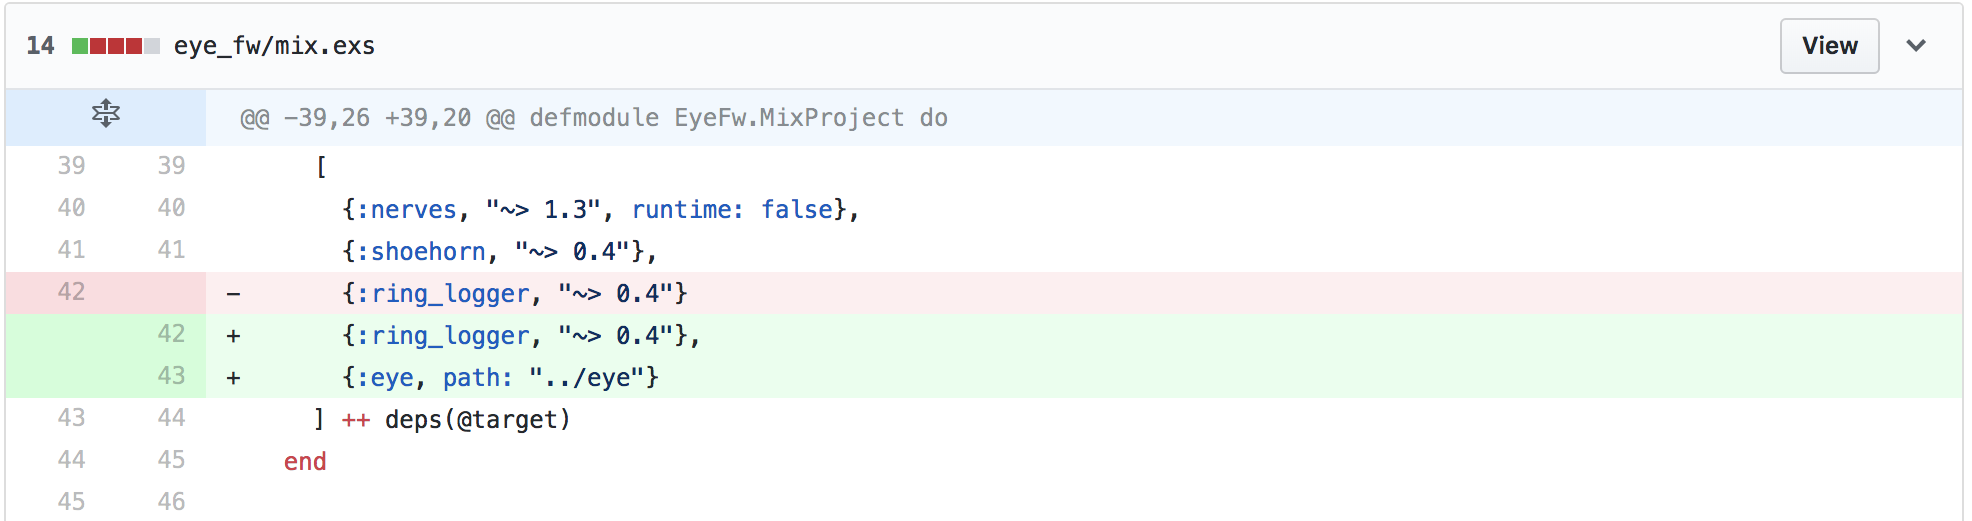 14 eye_fw/mix.exs View
@@ -39,26 +39,20 @@ defmodule EyeFw.MixProject do
39 39 [
40 40 {:nerves, "~> 1.3", runtime: false},
41 41 {:shoehorn, "~> 0.4"},
42 - {:ring_logger, "~> 0.4"}
42 + {:ring_logger, "~> 0.4"},
43 + {:eye, path: "../eye"}
43 44 ] ++ deps(@target)
44 45 end
45 46